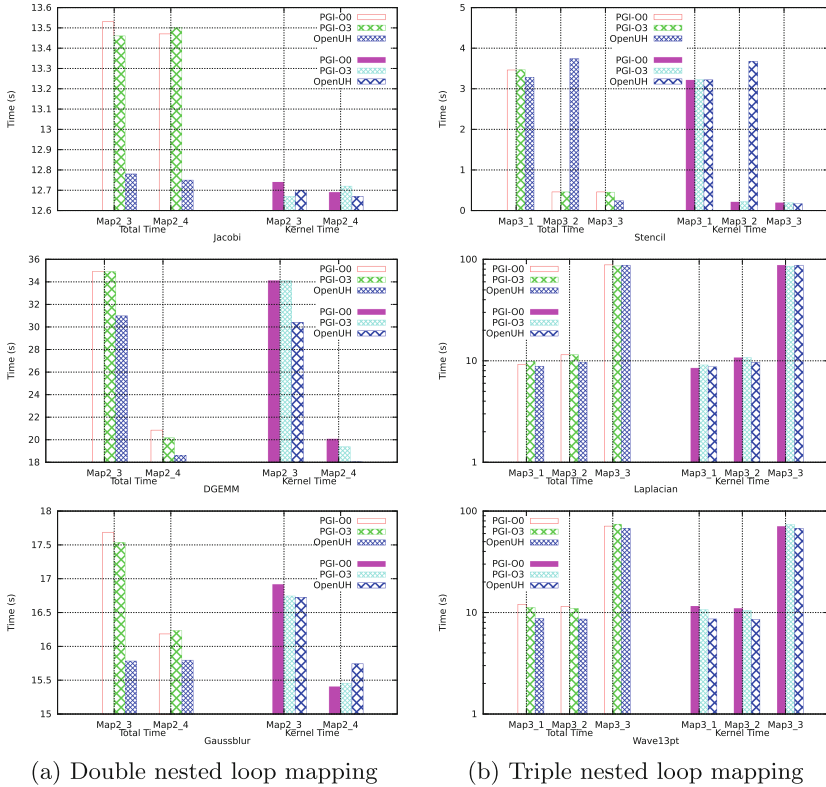 13.6
13.5
13.4
13.3
13.2
13.1
13
12.9
12.8
12.7
12.6
Time (s)
PGI-O0
PGI-O3
OpenUH
PGI-O0
PGI-O3
OpenUH
Map2_3 Map2_4 Map2_3 Map2_4
Total Time Kernel Time
Jacobi
5
4
3
2
1
0
Time (s)
PGI-O0
PGI-O3
OpenUH
PGI-O0
PGI-O3
OpenUH
Map3_1 Map3_2 Map3_3 Map3_1 Map3_2 Map3_3
Total Time Kernel Time
Stencil
36
34
32
30
28
26
24
22
20
18
Time (s)
PGI-O0
PGI-O3
OpenUH
PGI-O0
PGI-O3
OpenUH
Map2_3 Map2_4 Map2_3 Map2_4
Total Time Kernel Time
DGEMM
100
10
1
Time (s)
PGI-O0
PGI-O3
OpenUH
PGI-O0
PGI-O3
OpenUH
Map3_1 Map3_2 Map3_3 Map3_1 Map3_2 Map3_3
Total Time Kernel Time
Laplacian
18
17.5
17
16.5
16
15.5
15
Time (s)
PGI-O0
PGI-O3
OpenUH
PGI-O0
PGI-O3
OpenUH
Map2_3 Map2_4 Map2_3 Map2_4
Total Time Kernel Time
Gaussblur
100
10
1
Time (s)
PGI-O0
PGI-O3
OpenUH
PGI-O0
PGI-O3
OpenUH
Map3_1 Map3_2 Map3_3 Map3_1 Map3_2 Map3_3
Total Time Kernel Time
Wave13pt
(a) Double nested loop mapping
(b) Triple nested loop mapping